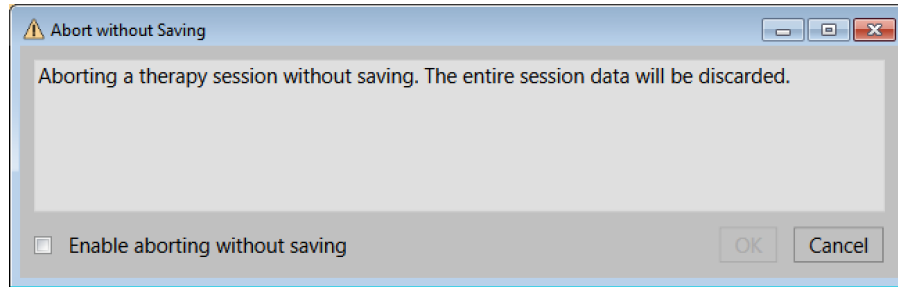 Abort without Saving
Aborting a therapy session without saving. The entire session data will be discarded.
Enable aborting without saving
OK
Cancel